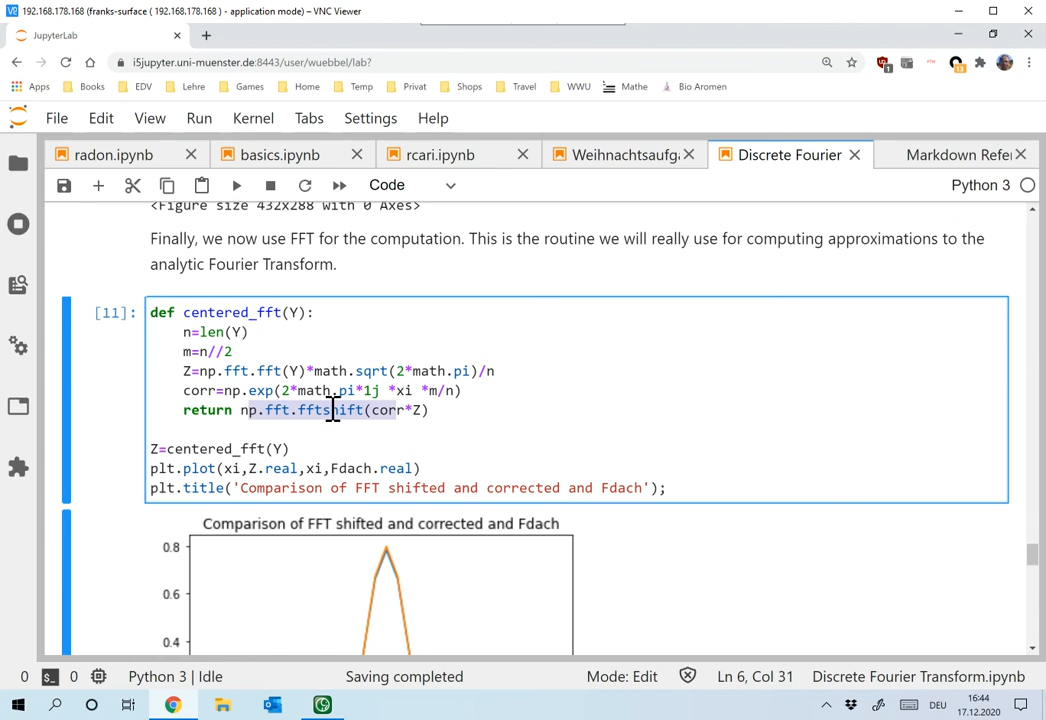 192.168.178.168 (franks-surface ( 192.168.178.168 ) - application mode) – VNC Viewer
JupyterLab
i5jupyter.uni-muenster.de:8443/user/wuebbel/lab?
Apps Books EDV Lehre Games Home Temp Privat Shops Travel WWU Mathe Bio Aromen
File Edit View Run Kernel Tabs Settings Help
radon.ipynb basics.ipynb rcari.ipynb Weihnachtsaufga Discrete Fourier Markdown Refer
Code Python 3
<Figure size 432x288 with 0 Axes>
Finally, we now use FFT for the computation. This is the routine we will really use for computing approximations to the
analytic Fourier Transform.
[11]: def centered_fft(Y):
n=len(Y)
m=n//2
Z=np.fft.fft(Y)*math.sqrt(2*math.pi)/n
corr=np.exp(2*math.pi*1j *xi *m/n)
return np.fft.fftshift(corr*Z)
Z=centered_fft(Y)
plt.plot(xi,Z.real,xi,Fdach.real)
plt.title('Comparison of FFT shifted and corrected and Fdach');
Comparison of FFT shifted and corrected and Fdach
0.8
0.6
0.4
0 0 Python 3 | Idle Saving completed Mode: Edit Ln 6, Col 31 Discrete Fourier Transform.ipynb
DEU 16:44
17.12.2020